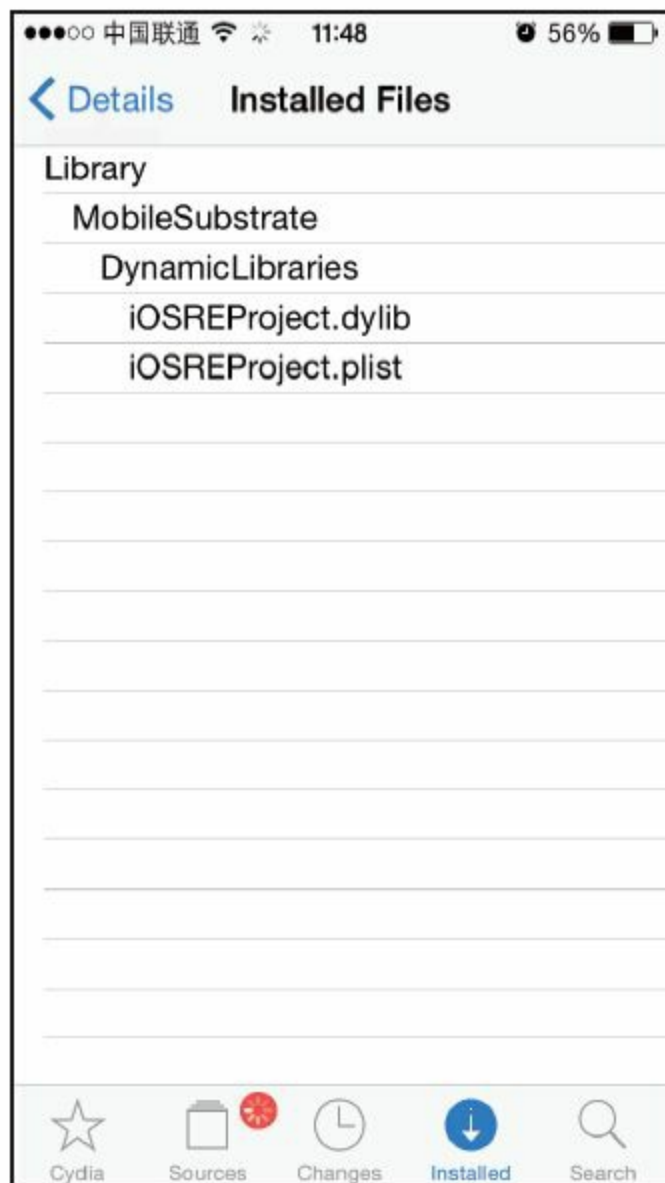 中国联通 11:48 56%
Details Installed Files
Library
MobileSubstrate
DynamicLibraries
iOSREProject.dylib
iOSREProject.plist
Cydia Sources Changes Installed Search